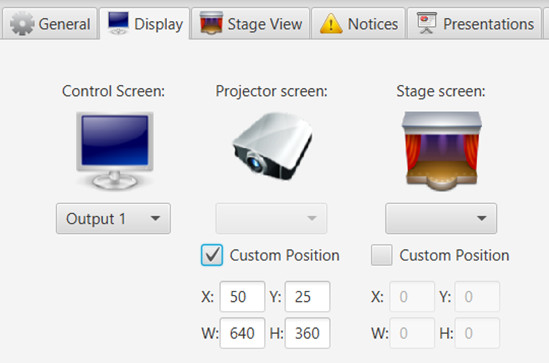 General Display Stage View Notices Presentations
Control Screen: Projector screen: Stage screen:
Output 1
Custom Position Custom Position
X: 50 Y: 25 X: 0 Y: 0
W: 640 H: 360 W: 0 H: 0